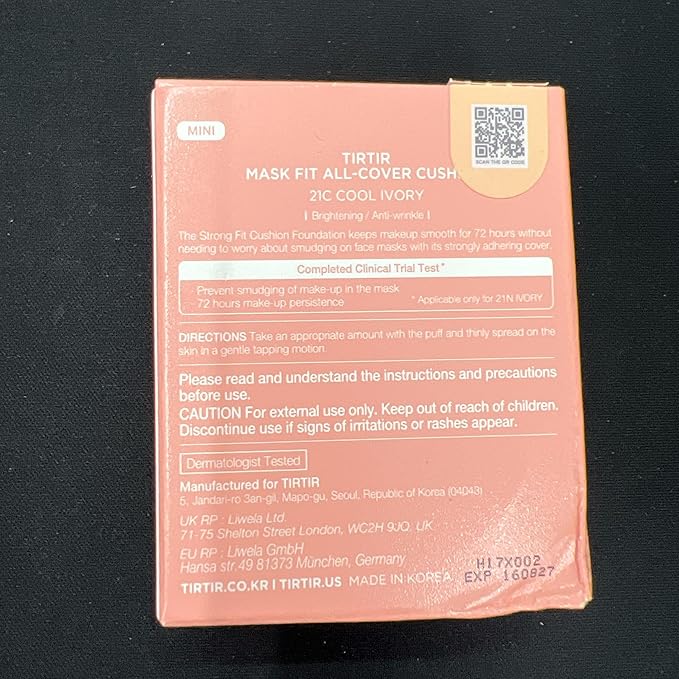 MINI
SCAN THE QR CODE
TIRTIR
MASK FIT ALL-COVER
21C COOL IVORY
| Brightening / Anti-wrinkle |
The Strong Fit Cushion Foundation keeps makeup smooth for 72 hours without
needing to worry about smudging on face masks with its strongly adhering cover.
Completed Clinical Trial Test*
Prevent smudging of make-up in the mask
72 hours make-up persistence * Applicable only for 21N IVORY
DIRECTIONS Take an appropriate amount with the puff and thinly spread on the
skin in a gentle tapping motion.
Please read and understand the instructions and precautions
before use.
CAUTION For external use only. Keep out of reach of children.
Discontinue use if signs of irritations or rashes appear.
Dermatologist Tested
Manufactured for TIRTIR
5, Jandari-ro 3an-gil, Mapo-gu, Seoul, Republic of Korea (04043)
UK RP : Liwela Ltd.
71-75 Shelton Street London, WC2H 9JQ. UK
EU RP : Liwela GmbH
Hansa str.49 81373 München, Germany
TIRTIR.CO.KR | TIRTIR.US MADE IN KOREA
H17X002
EXP 160827